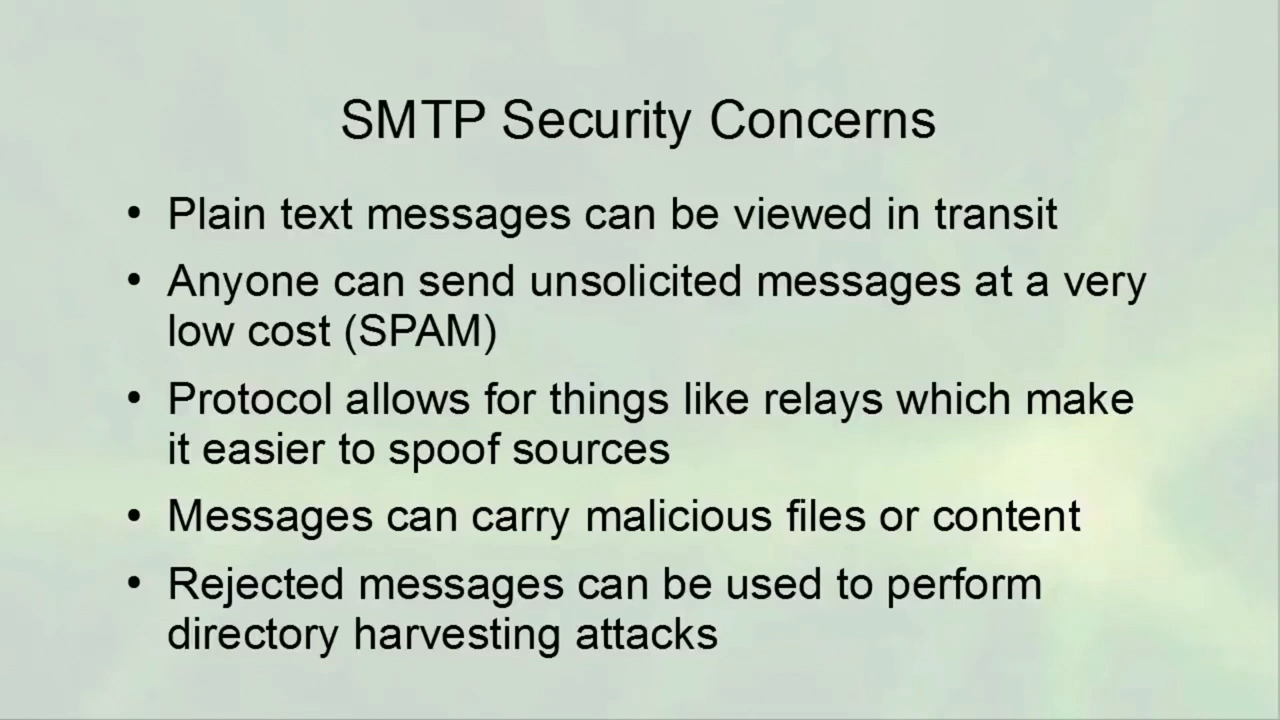 SMTP Security Concerns
• Plain text messages can be viewed in transit
• Anyone can send unsolicited messages at a very
low cost (SPAM)
• Protocol allows for things like relays which make
it easier to spoof sources
• Messages can carry malicious files or content
• Rejected messages can be used to perform
directory harvesting attacks